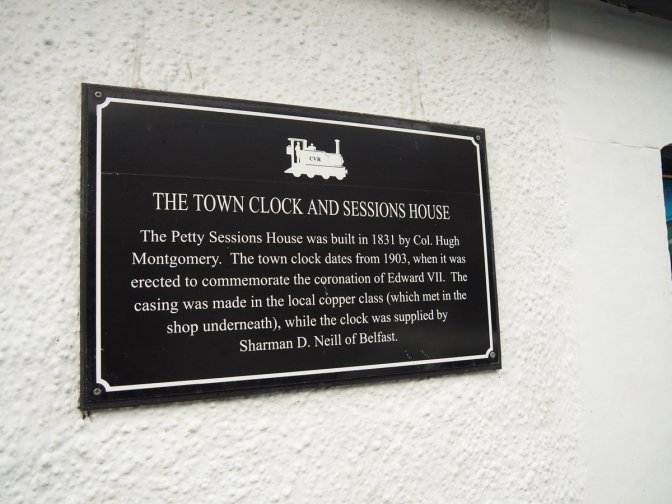 CVR
THE TOWN CLOCK AND SESSIONS HOUSE
The Petty Sessions House was built in 1831 by Col. Hugh
Montgomery. The town clock dates from 1903, when it was
erected to commemorate the coronation of Edward VII. The
casing was made in the local copper class (which met in the
shop underneath), while the clock was supplied by
Sharman D. Neill of Belfast.